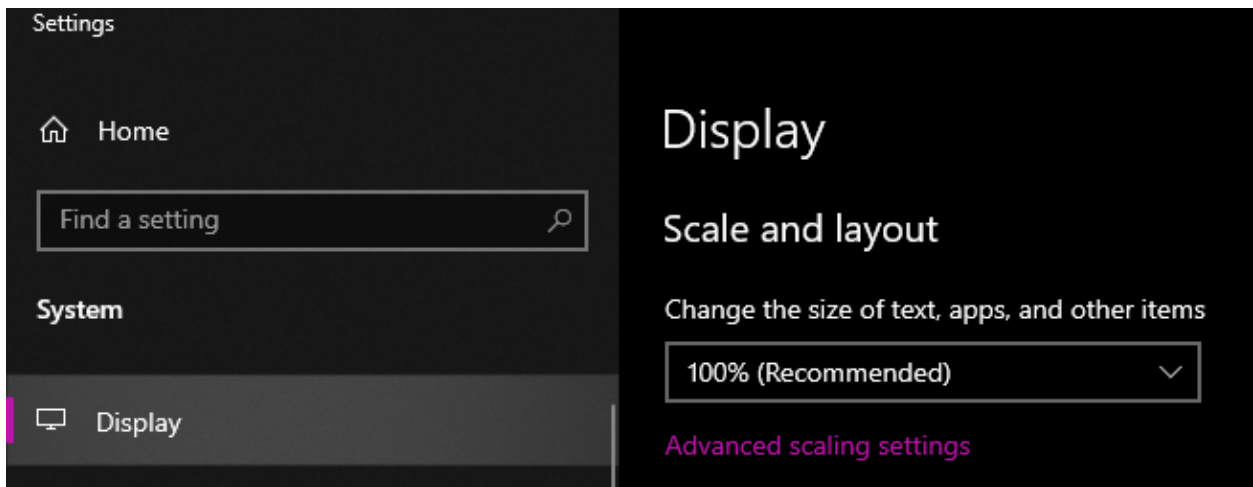 Settings
Home
Find a setting
System
Display
Display
Scale and layout
Change the size of text, apps, and other items
100% (Recommended)
Advanced scaling settings